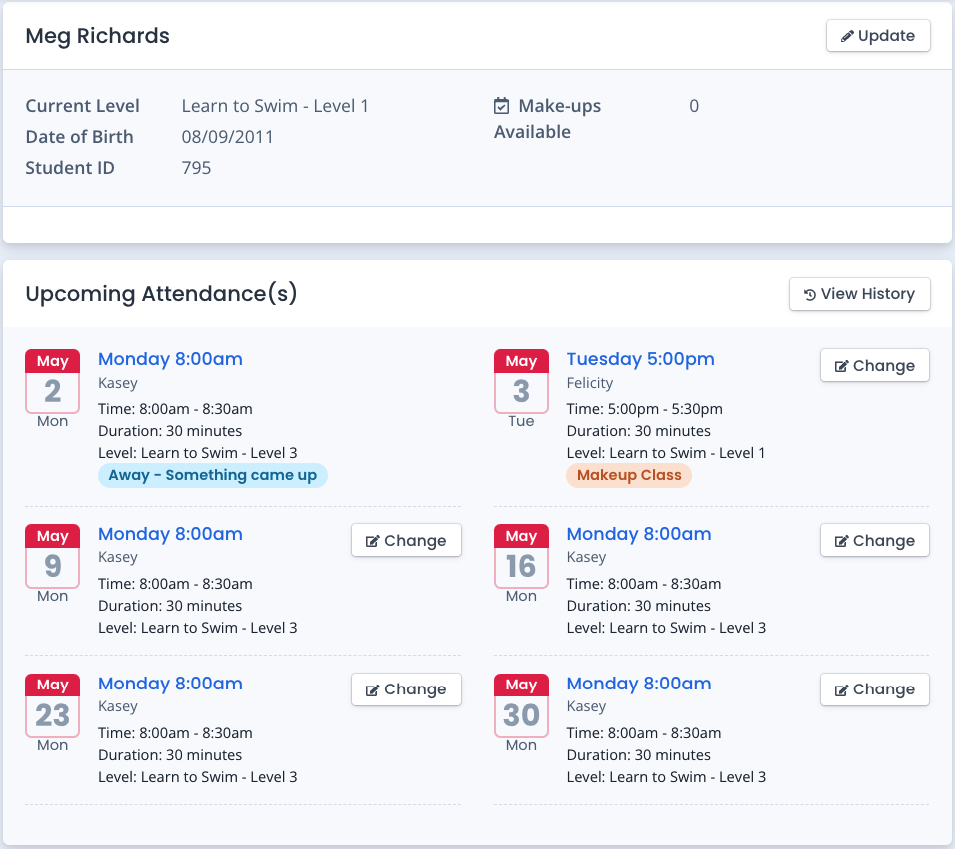 Meg Richards
Update
Current Level Learn to Swim - Level 1
Date of Birth 08/09/2011
Student ID 795
Make-ups Available 0
Upcoming Attendance(s)
View History
May
2
Mon
Monday 8:00am
Kasey
Time: 8:00am - 8:30am
Duration: 30 minutes
Level: Learn to Swim - Level 3
Away - Something came up
May
3
Tue
Tuesday 5:00pm
Change
Felicity
Time: 5:00pm - 5:30pm
Duration: 30 minutes
Level: Learn to Swim - Level 1
Makeup Class
May
9
Mon
Monday 8:00am
Change
Kasey
Time: 8:00am - 8:30am
Duration: 30 minutes
Level: Learn to Swim - Level 3
May
16
Mon
Monday 8:00am
Change
Kasey
Time: 8:00am - 8:30am
Duration: 30 minutes
Level: Learn to Swim - Level 3
May
23
Mon
Monday 8:00am
Change
Kasey
Time: 8:00am - 8:30am
Duration: 30 minutes
Level: Learn to Swim - Level 3
May
30
Mon
Monday 8:00am
Change
Kasey
Time: 8:00am - 8:30am
Duration: 30 minutes
Level: Learn to Swim - Level 3